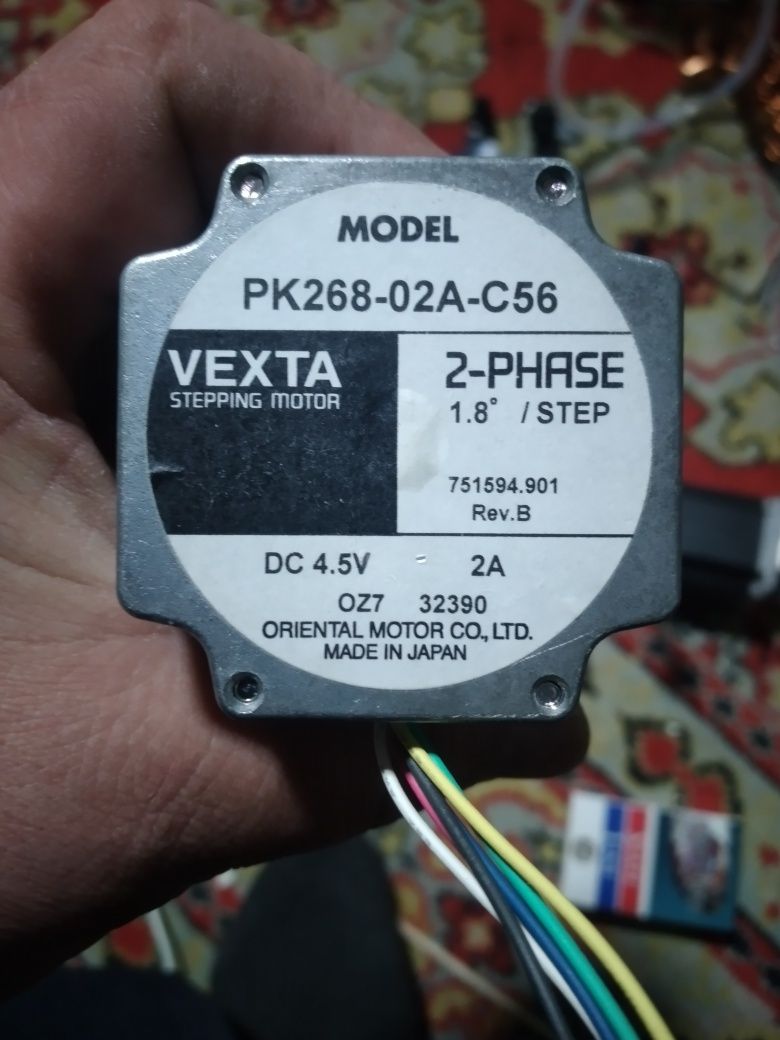 MODEL
PK268-02A-C56
VEXTA
STEPPING MOTOR
2-PHASE
1.8° / STEP
751594.901
Rev.B
DC 4.5V 2A
OZ7 32390
ORIENTAL MOTOR CO., LTD.
MADE IN JAPAN